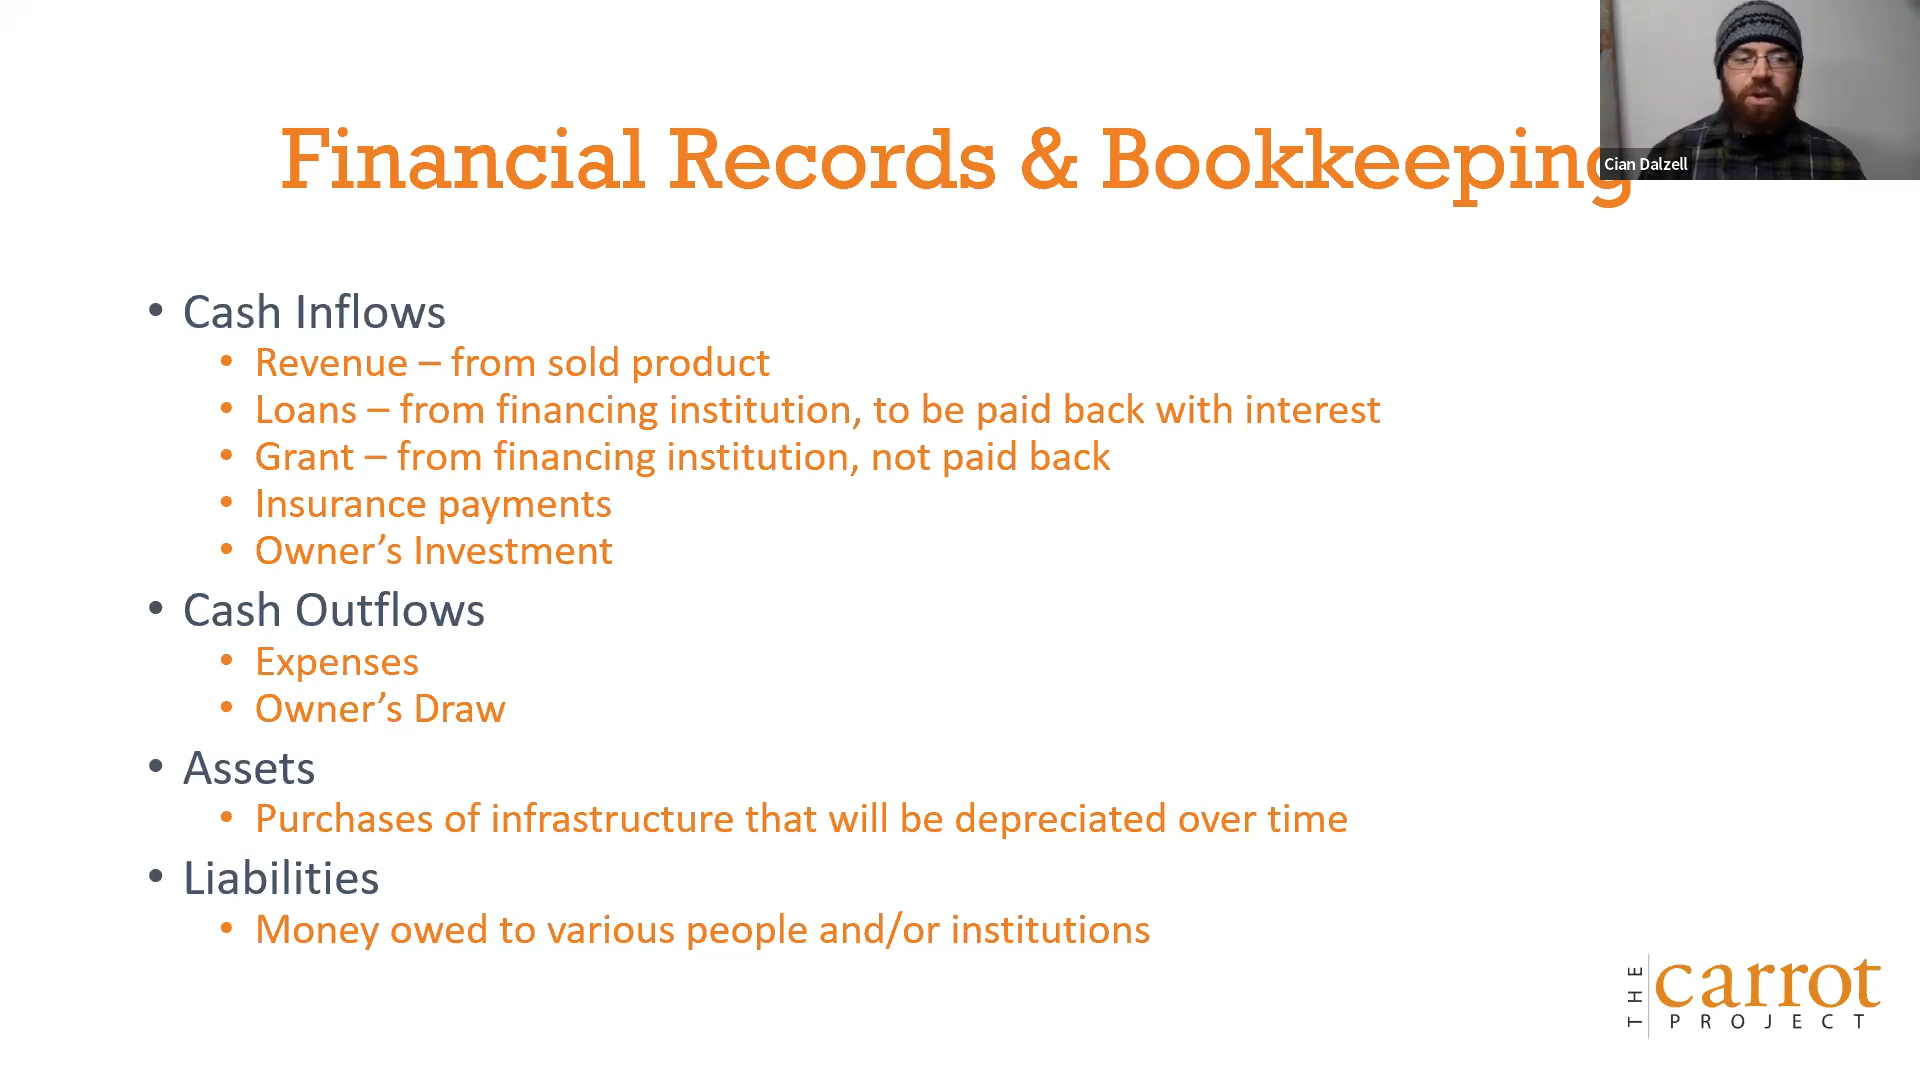 Financial Records & Bookkeeping
Cian Dalzell
• Cash Inflows
• Revenue – from sold product
• Loans – from financing institution, to be paid back with interest
• Grant – from financing institution, not paid back
• Insurance payments
• Owner’s Investment
• Cash Outflows
• Expenses
• Owner’s Draw
• Assets
• Purchases of infrastructure that will be depreciated over time
• Liabilities
• Money owed to various people and/or institutions
THE carrot
PROJECT